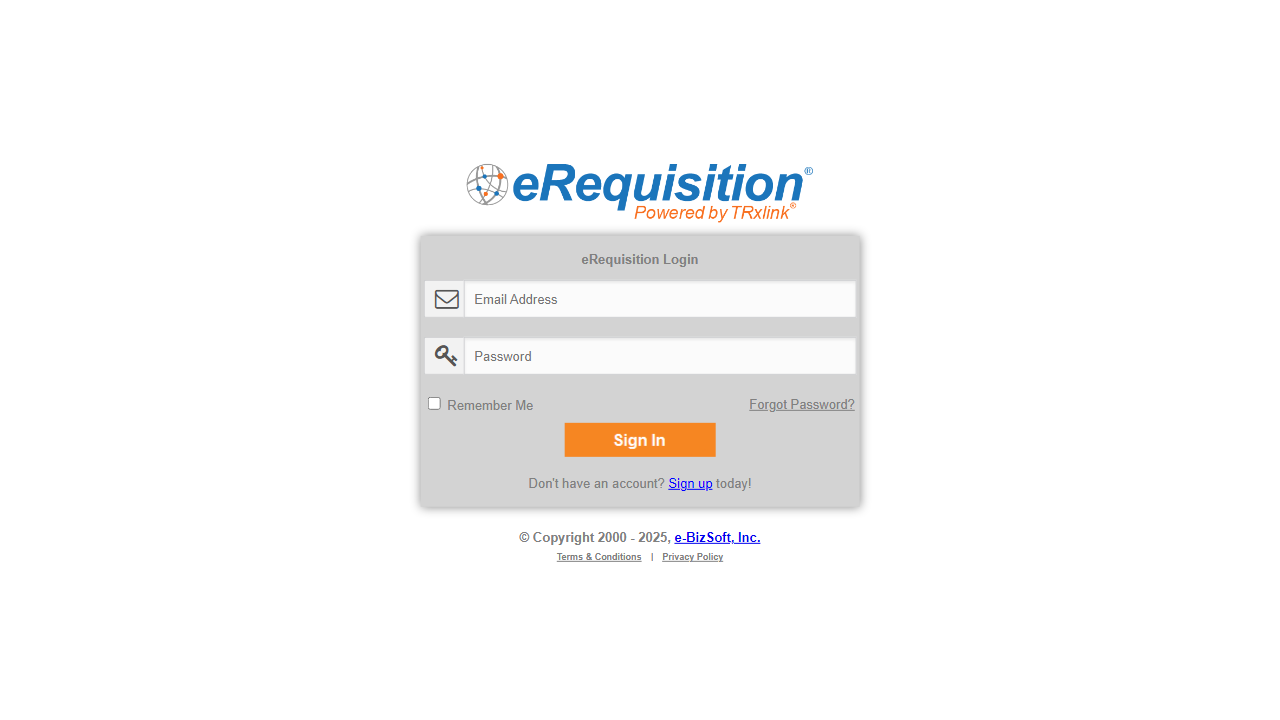 eRequisition®
Powered by TRxlink®
eRequisition Login
Email Address
Password
Remember Me
Forgot Password?
Sign In
Don't have an account? Sign up today!
© Copyright 2000 - 2025, e-BizSoft, Inc.
Terms & Conditions | Privacy Policy